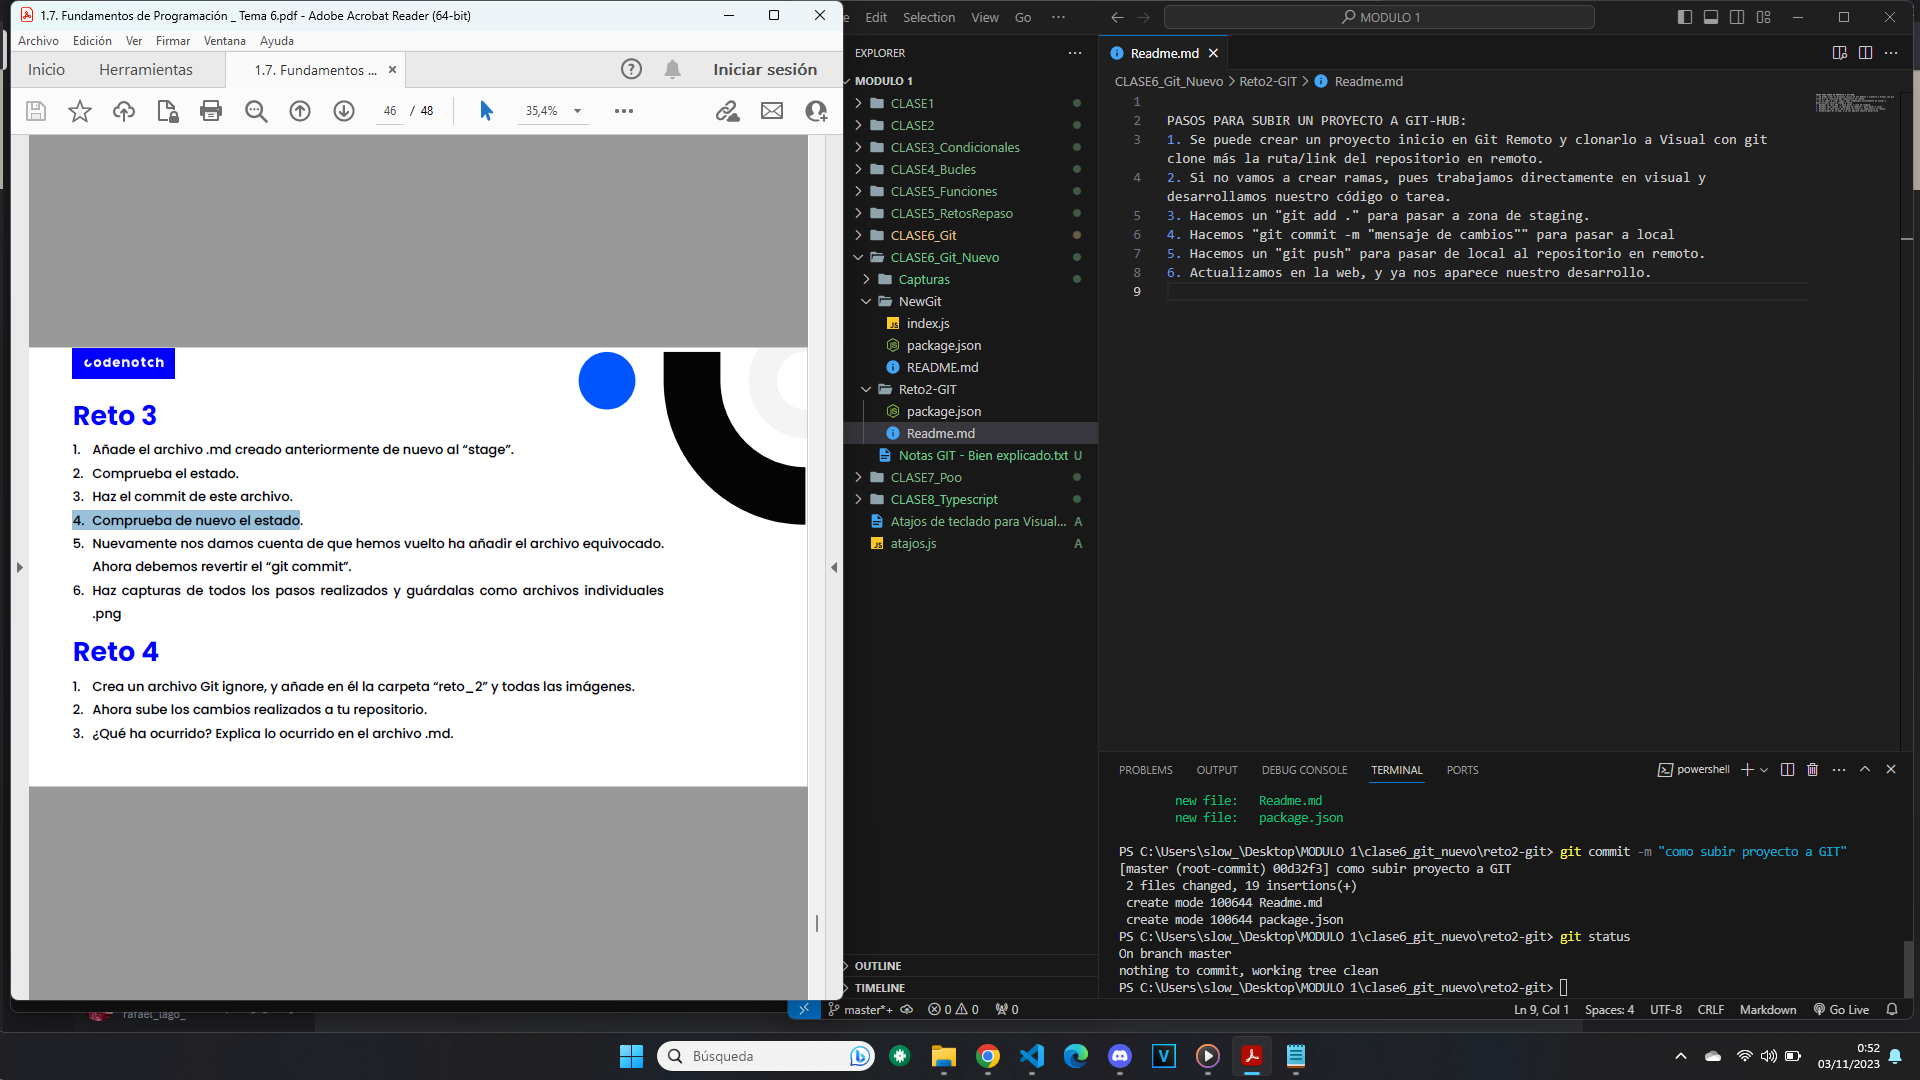 1.7. Fundamentos de Programación _ Tema 6.pdf - Adobe Acrobat Reader (64-bit)
Archivo Edición Ver Firmar Ventana Ayuda
Inicio Herramientas 1.7. Fundamentos ... Iniciar sesión
46 / 48 35,4%
codenotch
Reto 3
1. Añade el archivo .md creado anteriormente de nuevo al “stage”.
2. Comprueba el estado.
3. Haz el commit de este archivo.
4. Comprueba de nuevo el estado.
5. Nuevamente nos damos cuenta de que hemos vuelto ha añadir el archivo equivocado.
Ahora debemos revertir el “git commit”.
6. Haz capturas de todos los pasos realizados y guárdalas como archivos individuales
.png
Reto 4
1. Crea un archivo Git ignore, y añade en él la carpeta “reto_2” y todas las imágenes.
2. Ahora sube los cambios realizados a tu repositorio.
3. ¿Qué ha ocurrido? Explica lo ocurrido en el archivo .md.
rafael_lago_
Edit Selection View Go MODULO 1
EXPLORER
MODULO 1
CLASE1
CLASE2
CLASE3_Condicionales
CLASE4_Bucles
CLASE5_Funciones
CLASE5_RetosRepaso
CLASE6_Git
CLASE6_Git_Nuevo
Capturas
NewGit
index.js
package.json
README.md
Reto2-GIT
package.json
Readme.md
Notas GIT - Bien explicado.txt U
CLASE7_Poo
CLASE8_Typescript
Atajos de teclado para Visual... A
atajos.js A
OUTLINE
TIMELINE
Readme.md
CLASE6_Git_Nuevo > Reto2-GIT > Readme.md
1
2 PASOS PARA SUBIR UN PROYECTO A GIT-HUB:
3 1. Se puede crear un proyecto inicio en Git Remoto y clonarlo a Visual con git
clone más la ruta/link del repositorio en remoto.
4 2. Si no vamos a crear ramas, pues trabajamos directamente en visual y
desarrollamos nuestro código o tarea.
5 3. Hacemos un "git add ." para pasar a zona de staging.
6 4. Hacemos "git commit -m "mensaje de cambios"" para pasar a local
7 5. Hacemos un "git push" para pasar de local al repositorio en remoto.
8 6. Actualizamos en la web, y ya nos aparece nuestro desarrollo.
9
PROBLEMS OUTPUT DEBUG CONSOLE TERMINAL PORTS powershell
new file: Readme.md
new file: package.json
PS C:\Users\slow_\Desktop\MODULO 1\clase6_git_nuevo\reto2-git> git commit -m "como subir proyecto a GIT"
[master (root-commit) 00d32f3] como subir proyecto a GIT
2 files changed, 19 insertions(+)
create mode 100644 Readme.md
create mode 100644 package.json
PS C:\Users\slow_\Desktop\MODULO 1\clase6_git_nuevo\reto2-git> git status
On branch master
nothing to commit, working tree clean
PS C:\Users\slow_\Desktop\MODULO 1\clase6_git_nuevo\reto2-git>
master*+ 0 0 0 Ln 9, Col 1 Spaces: 4 UTF-8 CRLF Markdown Go Live
Búsqueda
0:52
03/11/2023